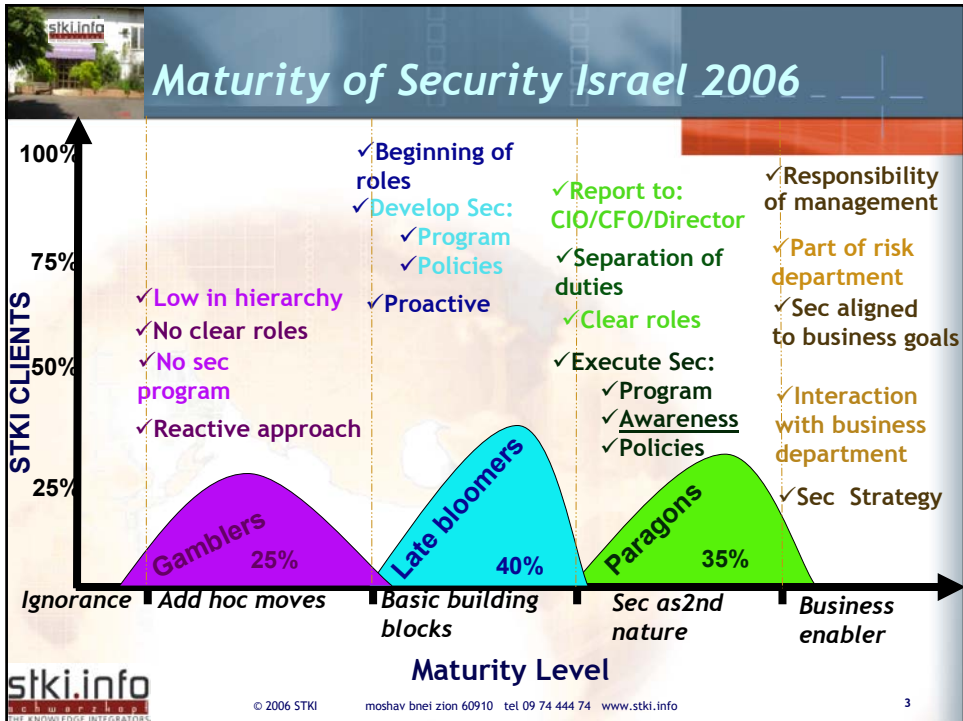 stki.info
Maturity of Security Israel 2006
STKI CLIENTS
100%
75%
50%
25%
✓Low in hierarchy
✓No clear roles
✓No sec
program
✓Reactive approach
✓Beginning of
roles
✓Develop Sec:
✓Program
✓Policies
✓Proactive
✓Report to:
CIO/CFO/Director
✓Separation of
duties
✓Clear roles
✓Execute Sec:
✓Program
✓Awareness
✓Policies
✓Responsibility
of management
✓Part of risk
department
✓Sec aligned
to business goals
✓Interaction
with business
department
✓Sec Strategy
Gamblers
25%
Late bloomers
40%
Paragons
35%
Ignorance
Add hoc moves
Basic building
blocks
Sec as2nd
nature
Business
enabler
Maturity Level
stki.info
schwarzkopf
THE KNOWLEDGE INTEGRATORS
© 2006 STKI moshav bnei zion 60910 tel 09 74 444 74 www.stki.info
3